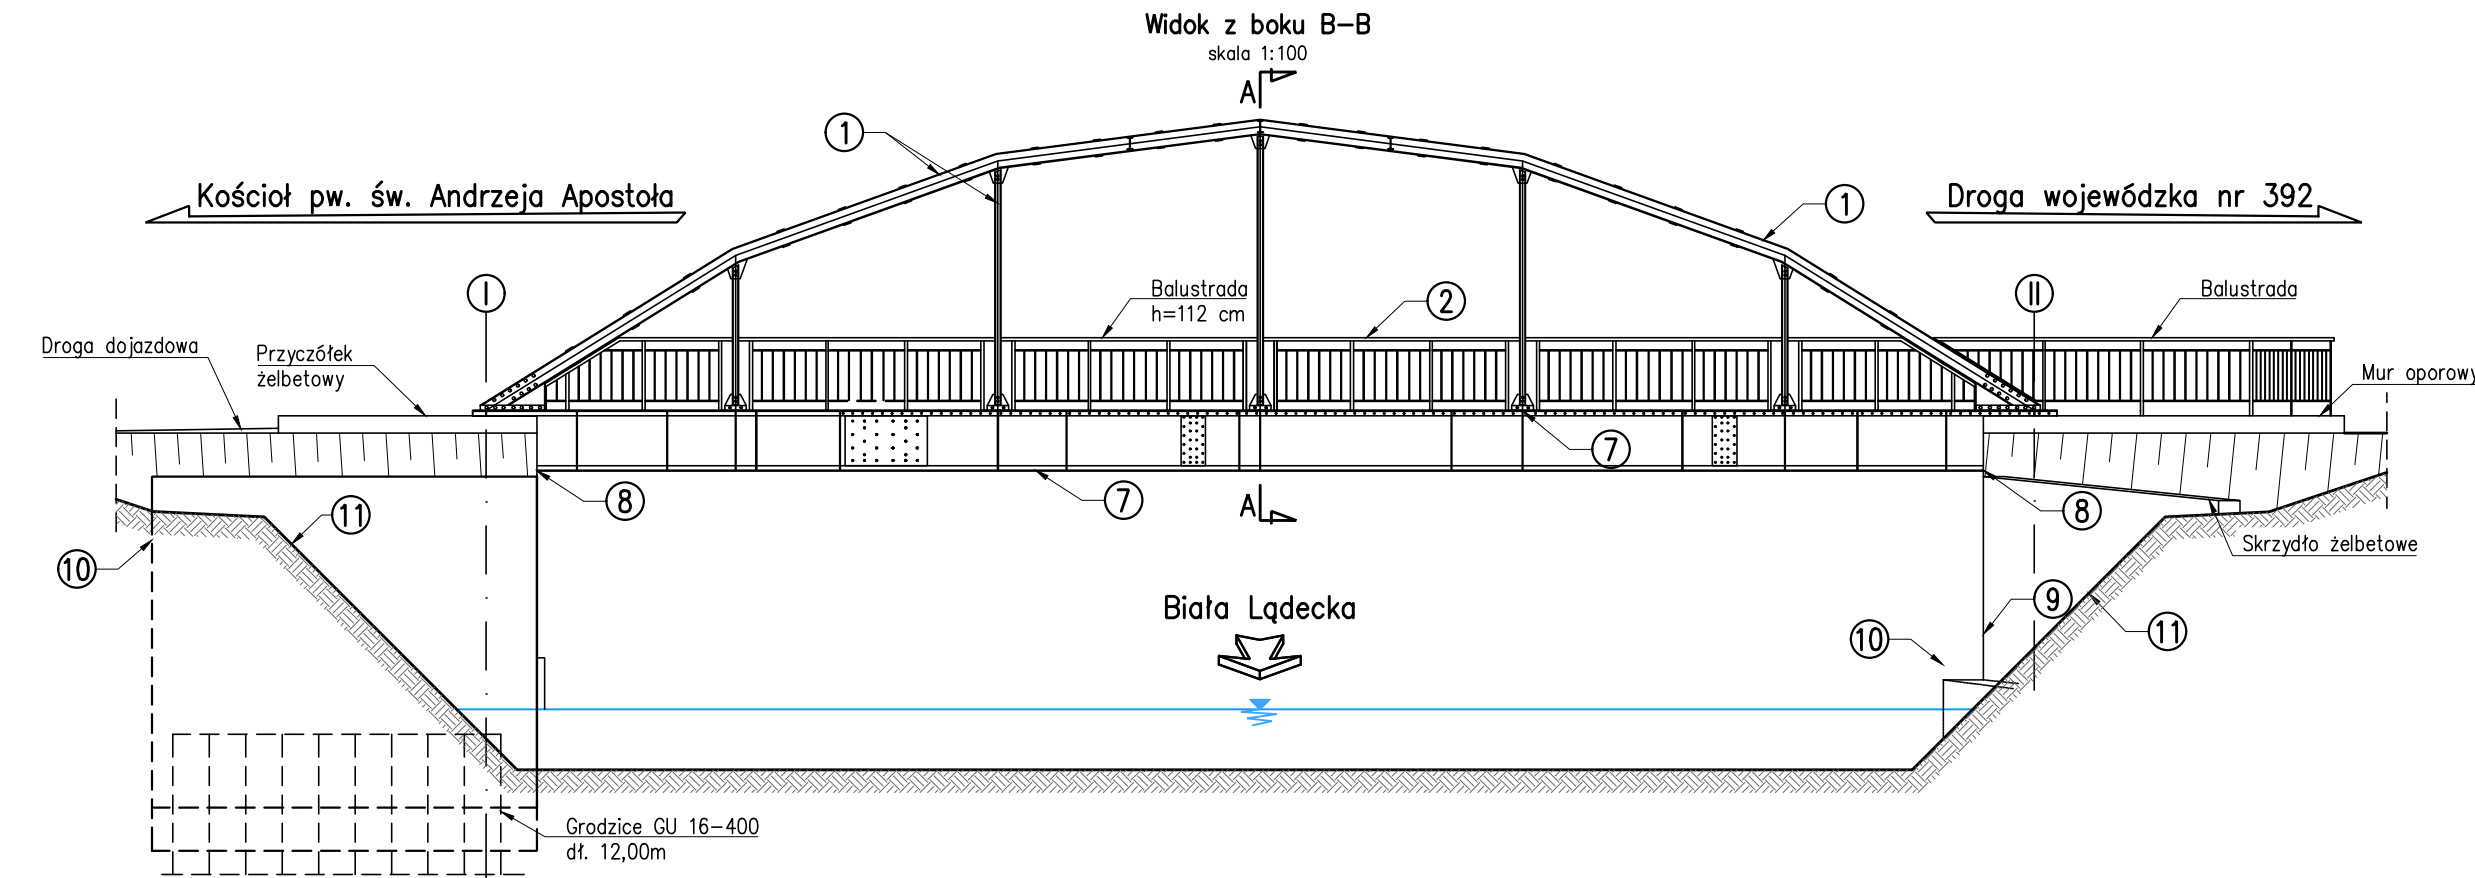 Widok z boku B-B
skala 1:100
A
1
Kościoł pw. św. Andrzeja Apostoła
Droga wojewódzka nr 392
1
I
Balustrada
h=112 cm
2
II
Balustrada
Droga dojazdowa
Przyczółek
żelbetowy
Mur oporowy
7
8
7
A
8
11
10
Skrzydło żelbetowe
Biała Lądecka
9
10
11
Grodzice GU 16-400
dł. 12,00m